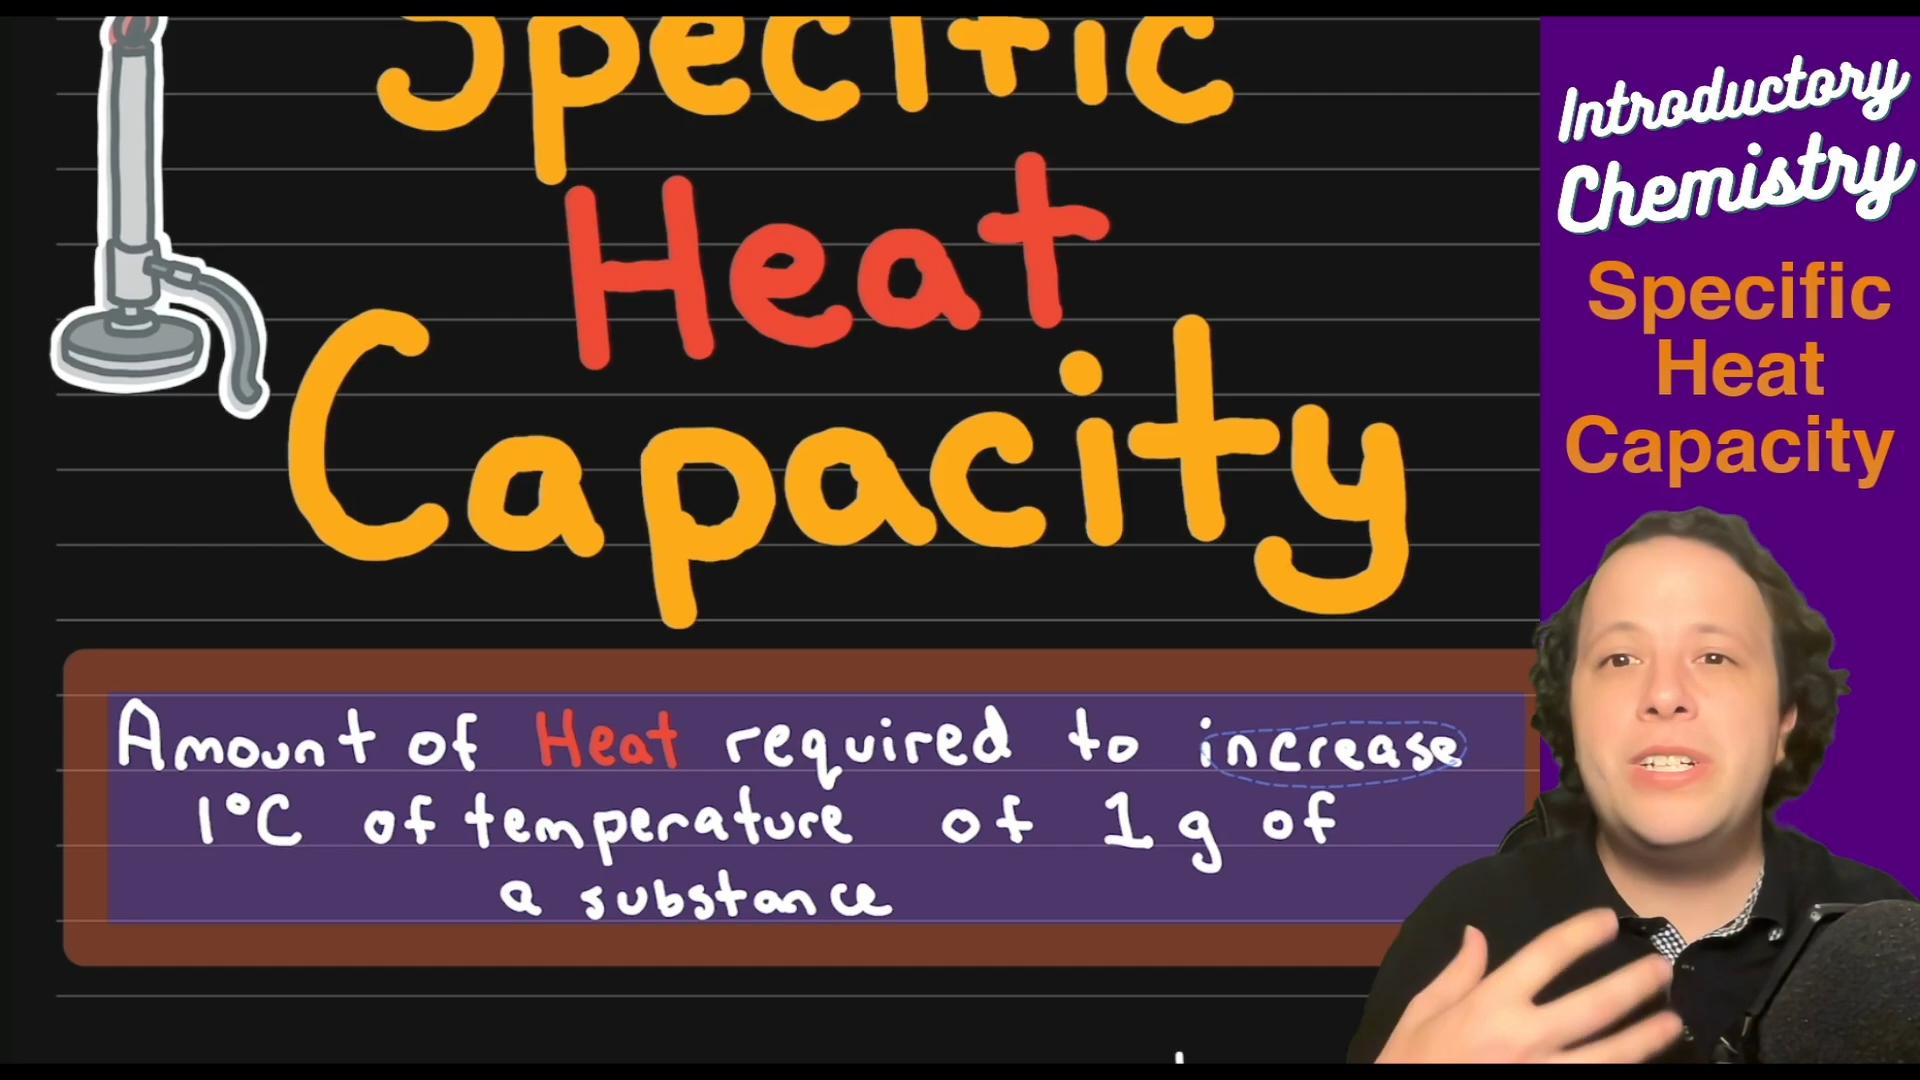 Specific
Heat
Capacity
Amount of Heat required to increase
1°C of temperature of 1 g of
a substance
Introductory
Chemistry
Specific
Heat
Capacity